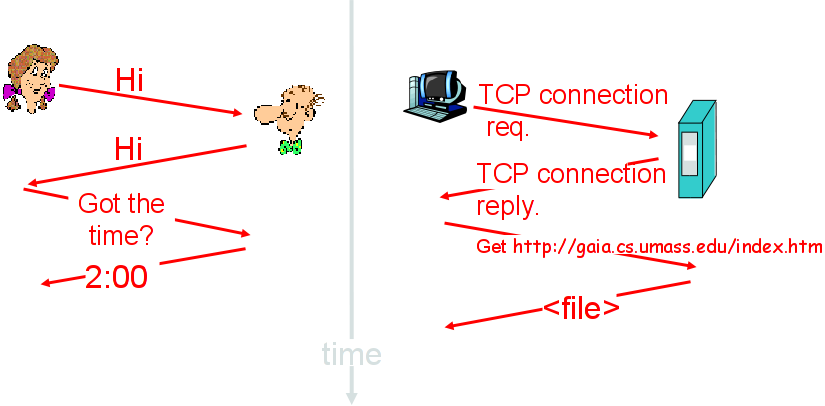 Hi
Hi
Got the
time?
2:00
TCP connection
req.
TCP connection
reply.
Get http://gaia.cs.umass.edu/index.htm
<file>
time